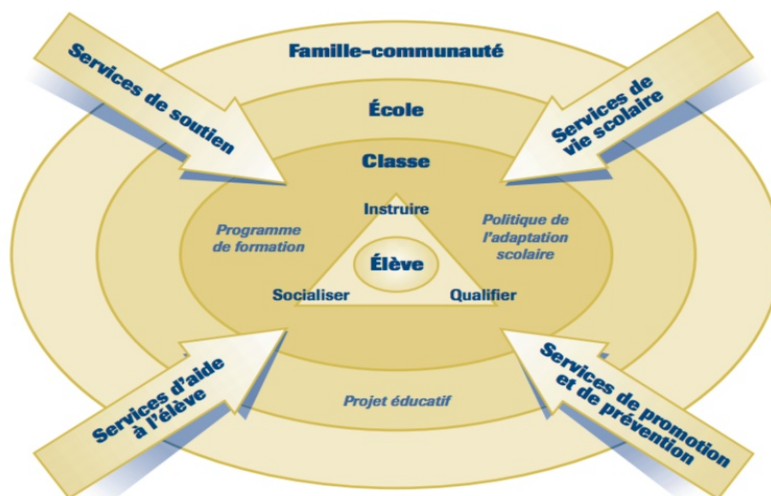 Famille–communauté
Services de soutien
Services de
vie scolaire
École
Classe
Instruire
Programme
de formation
Politique de
l'adaptation
scolaire
Élève
Socialiser
Qualifier
Services d'aide
à l'élève
Projet éducatif
Services de promotion
et de prévention